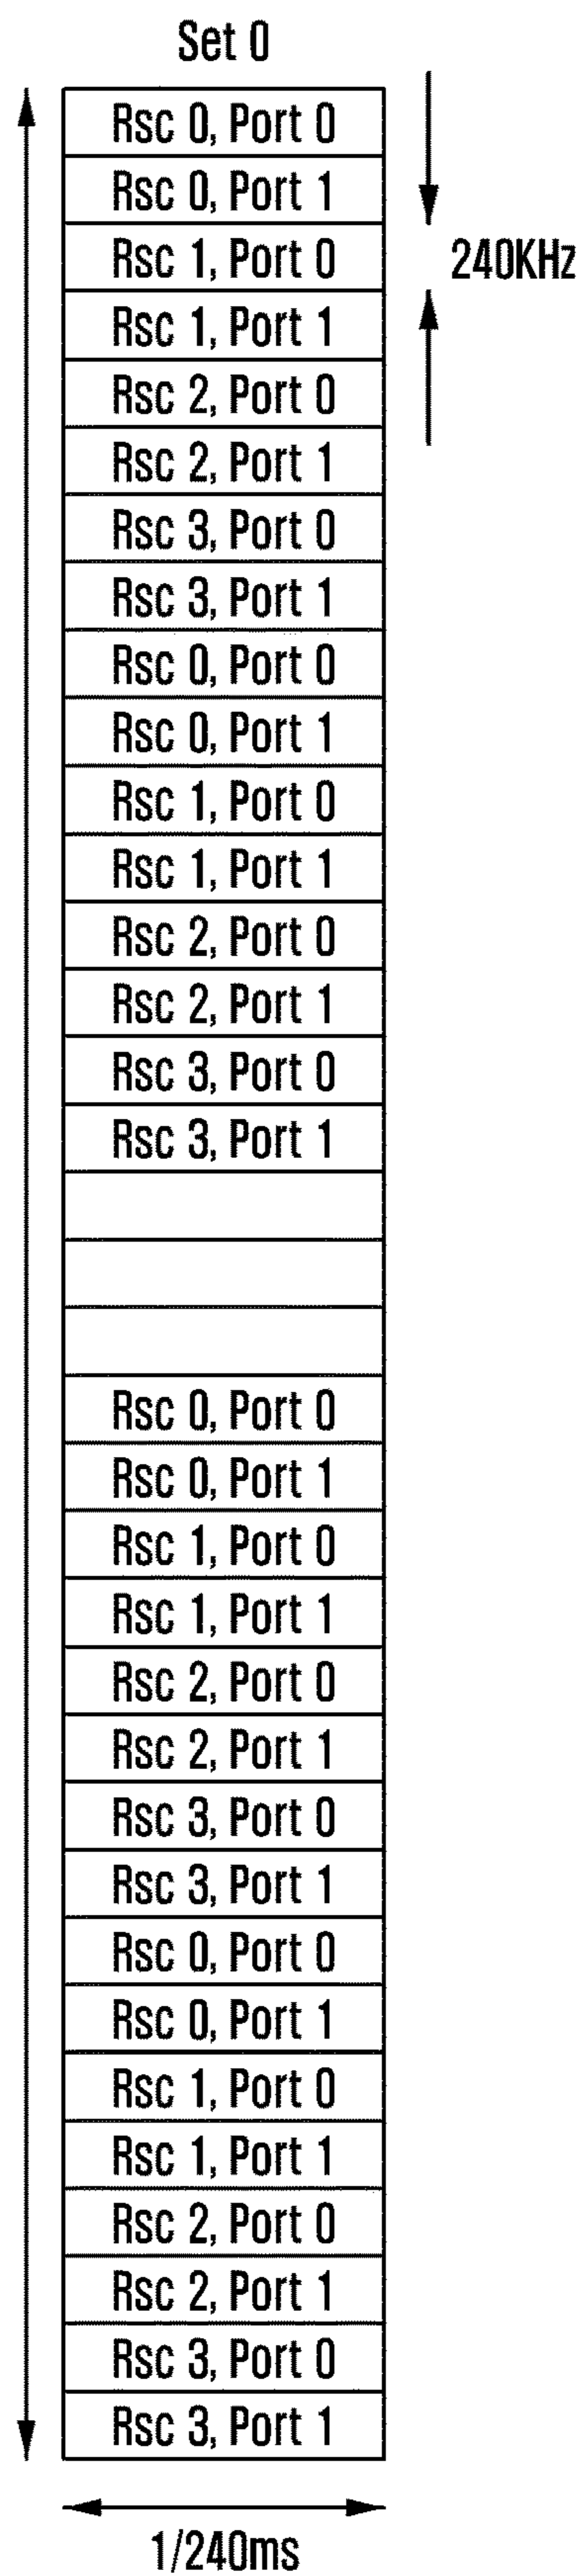 Set 0
Rsc 0, Port 0
Rsc 0, Port 1
Rsc 1, Port 0
240KHz
Rsc 1, Port 1
Rsc 2, Port 0
Rsc 2, Port 1
Rsc 3, Port 0
Rsc 3, Port 1
Rsc 0, Port 0
Rsc 0, Port 1
Rsc 1, Port 0
Rsc 1, Port 1
Rsc 2, Port 0
Rsc 2, Port 1
Rsc 3, Port 0
Rsc 3, Port 1
Rsc 0, Port 0
Rsc 0, Port 1
Rsc 1, Port 0
Rsc 1, Port 1
Rsc 2, Port 0
Rsc 2, Port 1
Rsc 3, Port 0
Rsc 3, Port 1
Rsc 0, Port 0
Rsc 0, Port 1
Rsc 1, Port 0
Rsc 1, Port 1
Rsc 2, Port 0
Rsc 2, Port 1
Rsc 3, Port 0
Rsc 3, Port 1
1/240ms